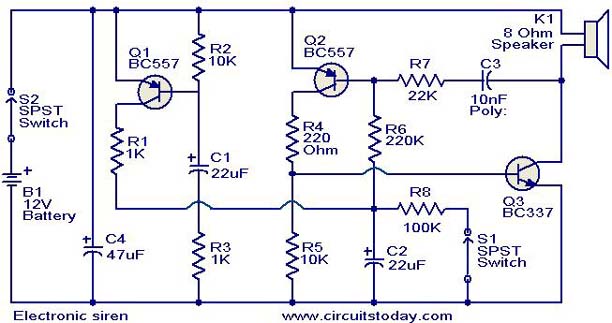 K1
8 Ohm
Speaker
Q1
BC557
R2
10K
Q2
BC557
R7
22K
C3
10nF
Poly:
S2
SPST
Switch
R1
1K
R4
220
Ohm
R6
220K
C1
22uF
B1
12V
Battery
+
+
R8
100K
Q3
BC337
C4
47uF
+
R3
1K
R5
10K
C2
22uF
+
S1
SPST
Switch
Electronic siren
www.circuitstoday.com